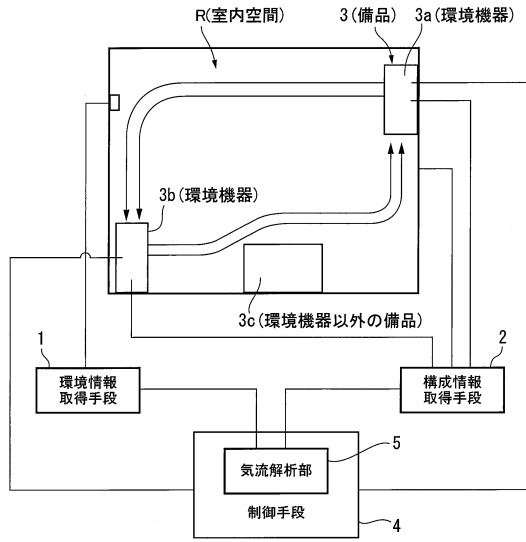 R(室内空間)
3(備品)
3a(環境機器)
3b(環境機器)
3c(環境機器以外の備品)
1
環境情報
取得手段
2
構成情報
取得手段
5
気流解析部
制御手段
4